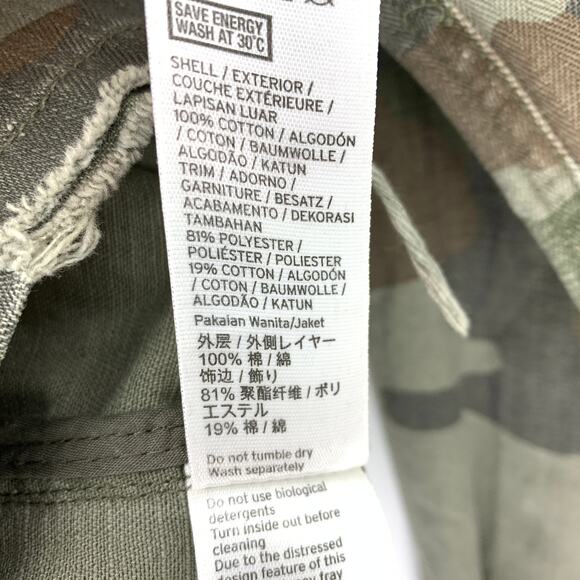 SAVE ENERGY
WASH AT 30°C
SHELL / EXTERIOR /
COUCHE EXTÉRIEURE /
LAPISAN LUAR
100% COTTON / ALGODÓN
/ COTON / BAUMWOLLE /
ALGODÃO / KATUN
TRIM / ADORNO /
GARNITURE / BESATZ /
ACABAMENTO / DEKORASI
TAMBAHAN
81% POLYESTER /
POLIÉSTER / POLIESTER
19% COTTON / ALGODÓN
/ COTON / BAUMWOLLE /
ALGODÃO / KATUN
Pakaian Wanita/Jaket
外层 / 外側レイヤー
100% 棉 / 綿
饰边 / 飾り
81% 聚酯纤维 / ポリ
エステル
19% 棉 / 綿
Do not tumble dry
Wash separately
Do not use biological
detergents
Turn inside out before
cleaning
Due to the distressed
design feature of this
may fray